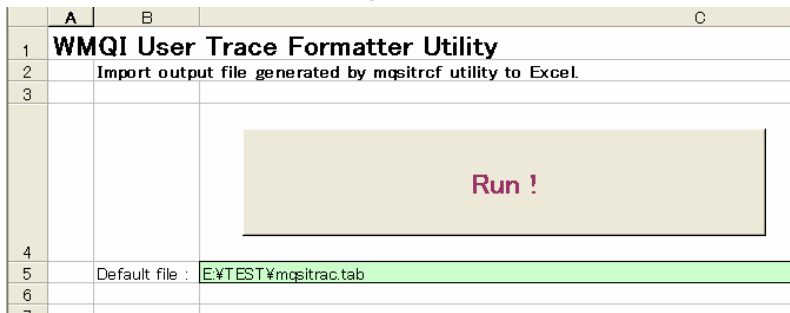 A B C
1 WMQI User Trace Formatter Utility
2 Import output file generated by mqsitrcf utility to Excel.
3
Run !
4
5 Default file : E:¥TEST¥mqsitrac.tab
6